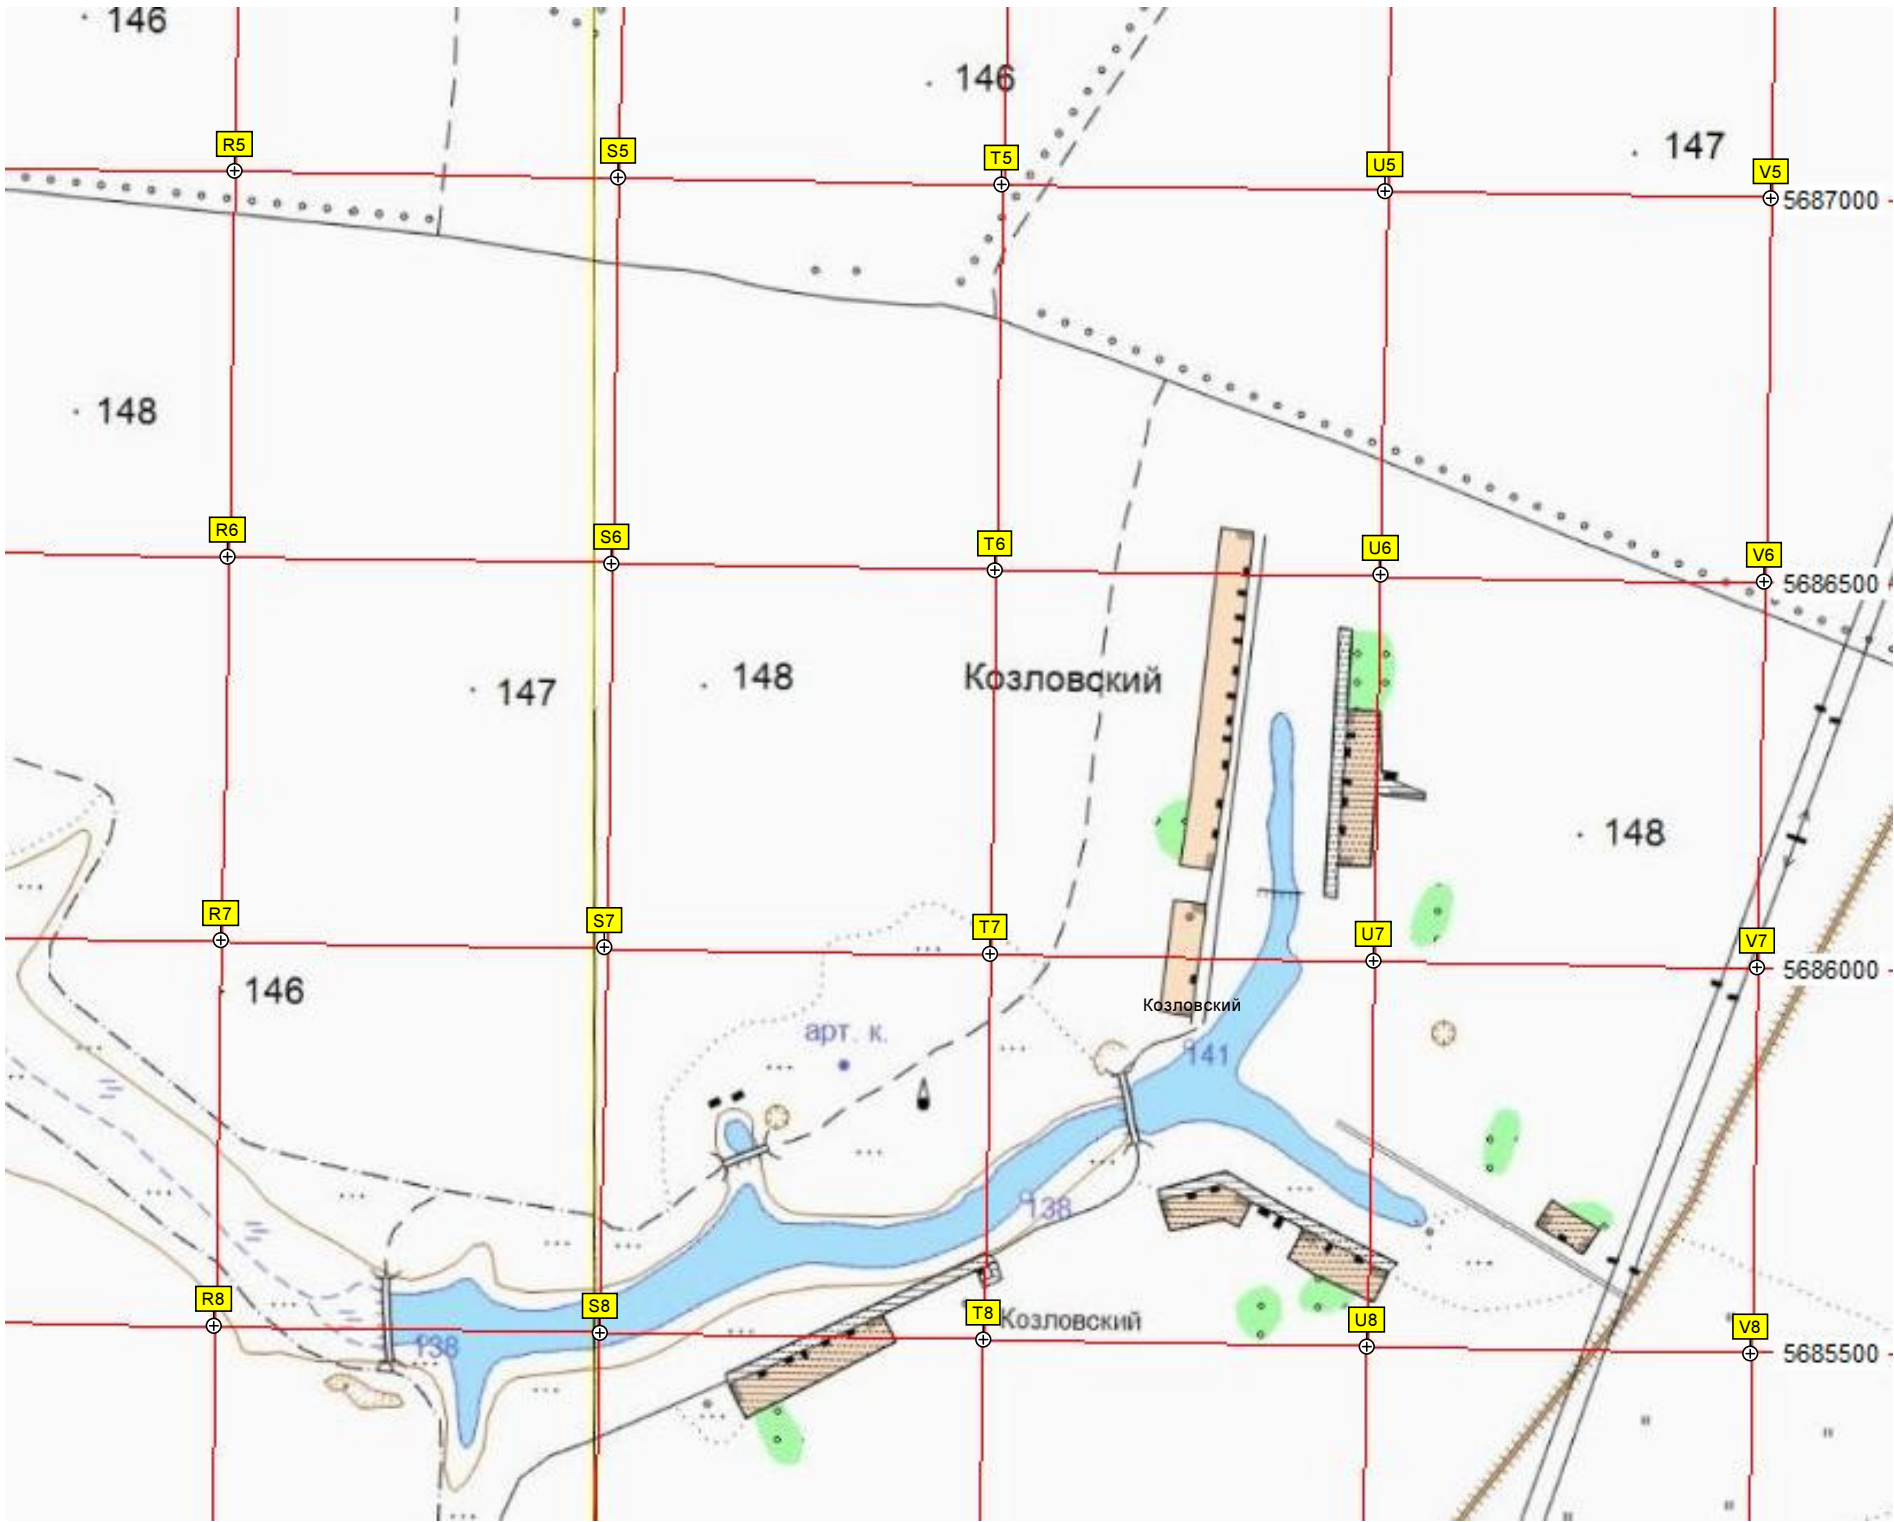 146
146
R5
S5
T5
U5
147
V5
5687000
148
R6
S6
T6
U6
V6
5686500
147
148
Козловский
148
R7
S7
T7
U7
V7
5686000
146
Козловский
арт. к.
141
138
R8
S8
T8
Козловский
U8
V8
138
5685500